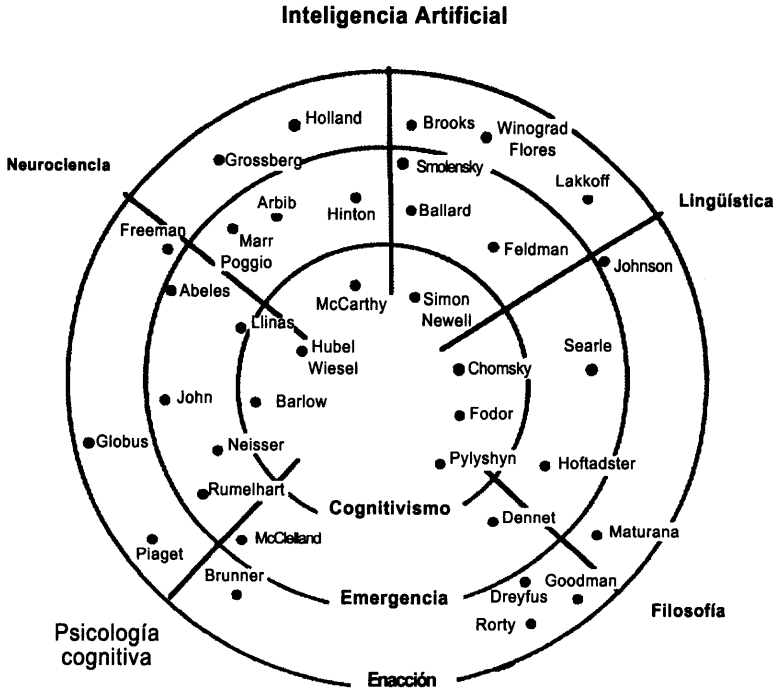 Inteligencia Artificial
Holland
Brooks
Winograd
Flores
Neurociencia
Grossberg
Smolensky
Lakkoff
Lingüística
Arbib
Hinton
Ballard
Freeman
Marr
Poggio
Feldman
Johnson
Abeles
McCarthy
Simon
Newell
Llinas
Hubel
Wiesel
Searle
Chomsky
John
Barlow
Fodor
Globus
Neisser
Pylyshyn
Hoftadster
Rumelhart
Cognitivismo
Dennet
Maturana
McClelland
Piaget
Brunner
Emergencia
Dreyfus
Goodman
Filosofía
Rorty
Psicología
cognitiva
Enacción